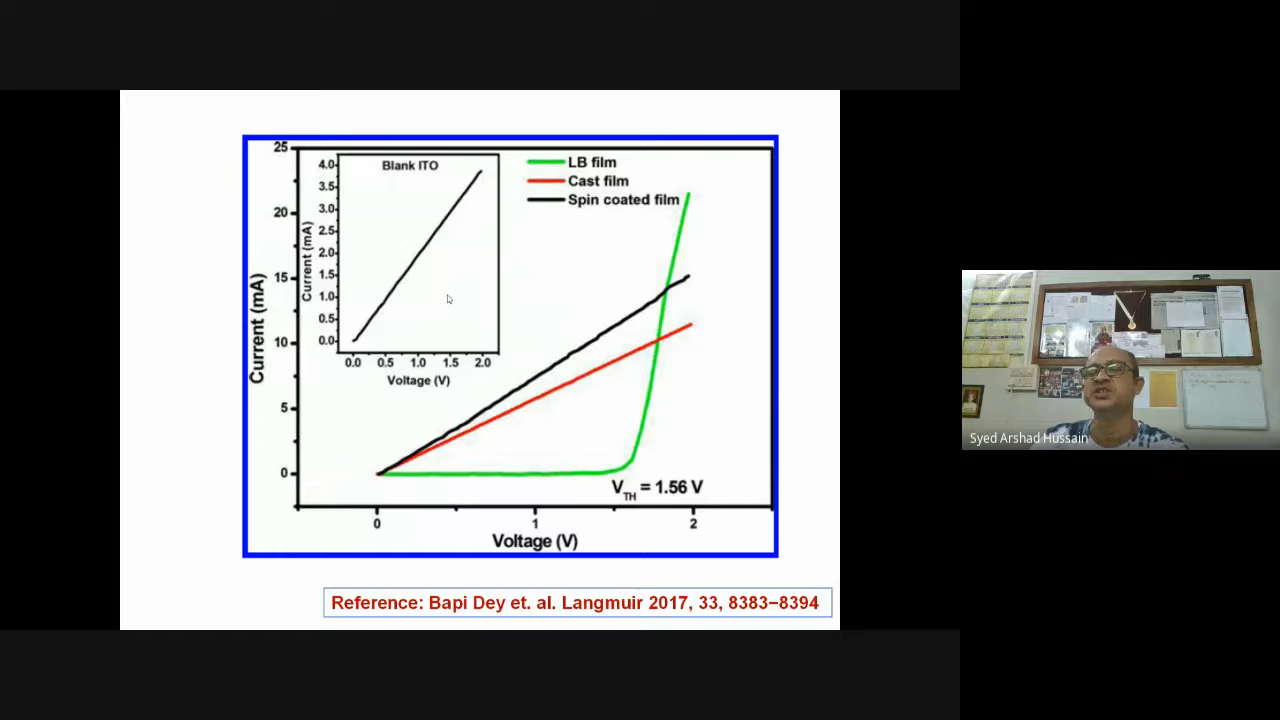 25
20
15
10
5
0
Current (mA)
0
1
2
Voltage (V)
LB film
Cast film
Spin coated film
V_TH = 1.56 V
Blank ITO
4.0
3.5
3.0
2.5
2.0
1.5
1.0
0.5
0.0
Current (mA)
0.0 0.5 1.0 1.5 2.0
Voltage (V)
Reference: Bapi Dey et. al. Langmuir 2017, 33, 8383−8394
Syed Arshad Hussain